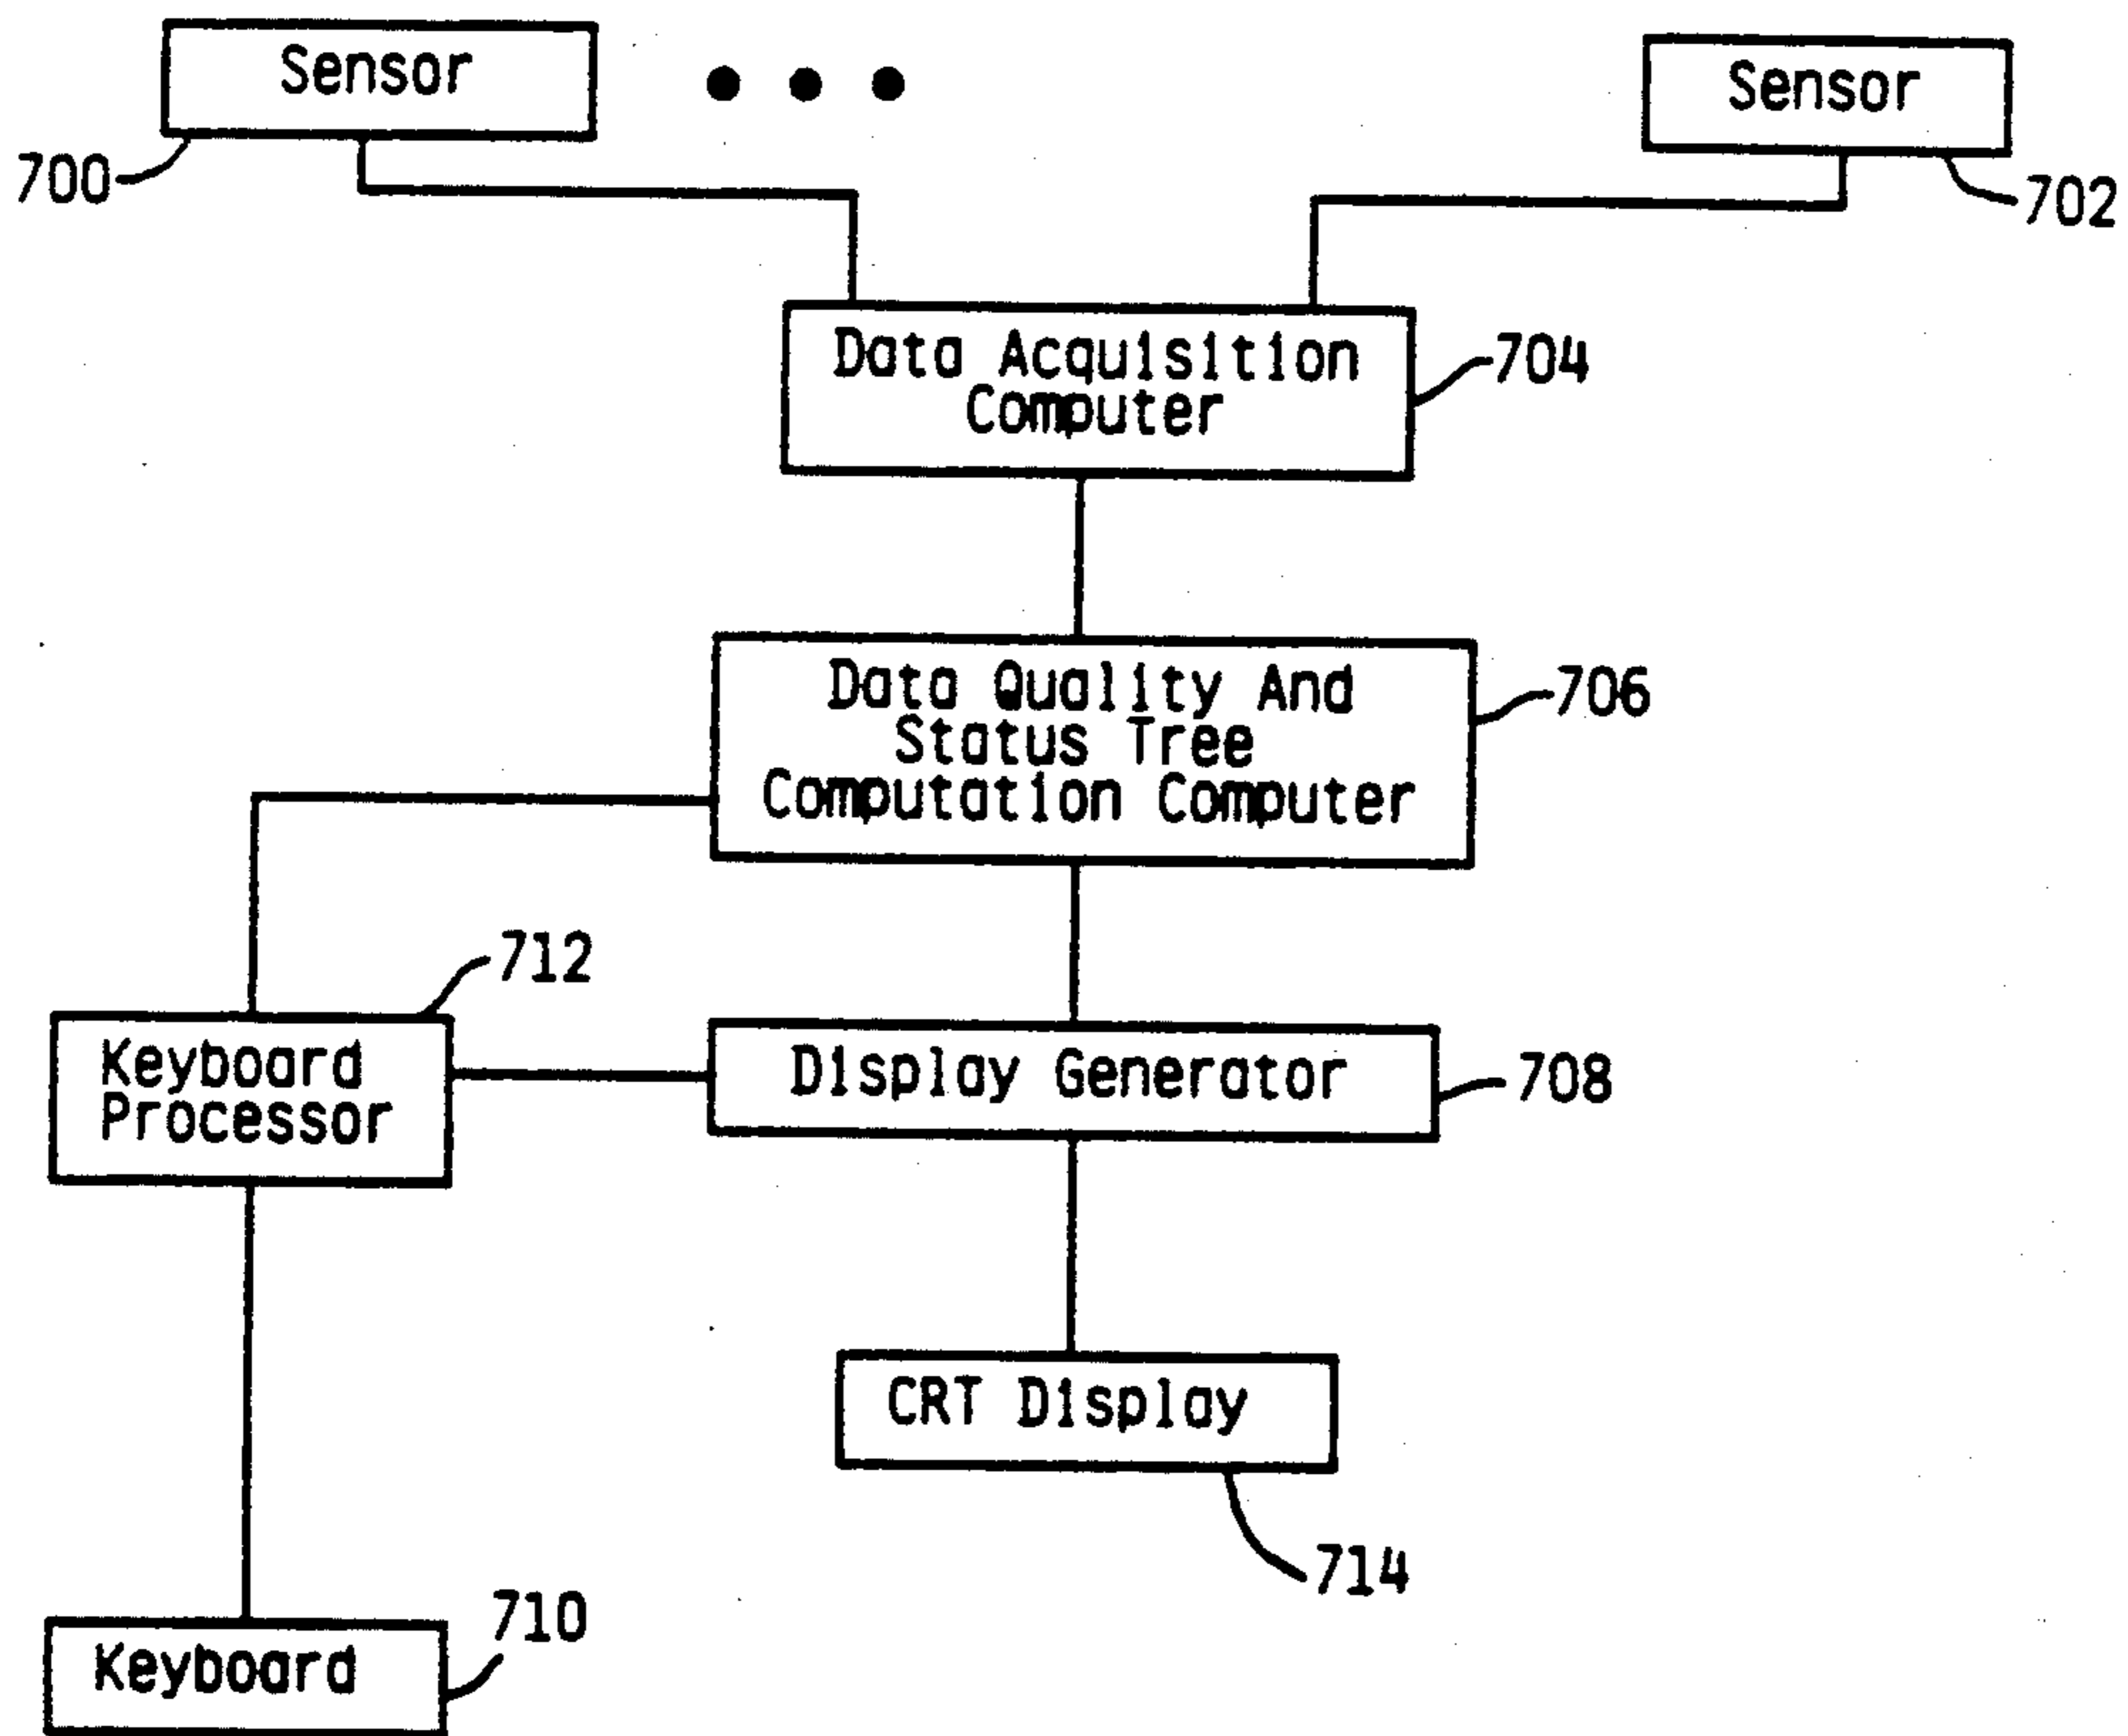 Sensor
Sensor
700
702
Data Acquisition
Computer
704
Data Quality And
Status Tree
Computation Computer
706
712
Keyboard
Processor
Display Generator
708
CRT Display
714
710
Keyboard